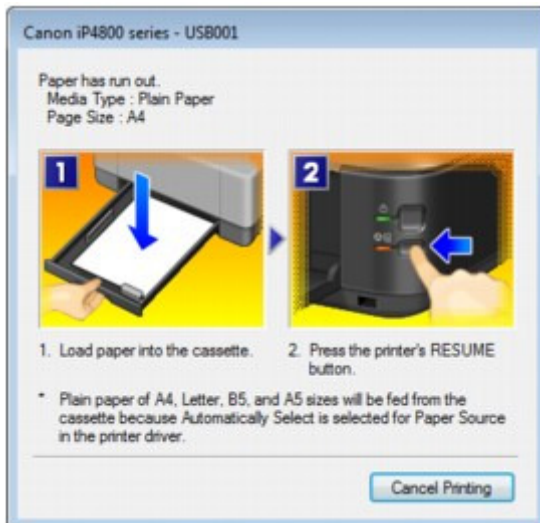 Canon iP4800 series - USB001
Paper has run out.
Media Type : Plain Paper
Page Size : A4
1
2
1. Load paper into the cassette.
2. Press the printer's RESUME
button.
* Plain paper of A4, Letter, B5, and A5 sizes will be fed from the
cassette because Automatically Select is selected for Paper Source
in the printer driver.
Cancel Printing